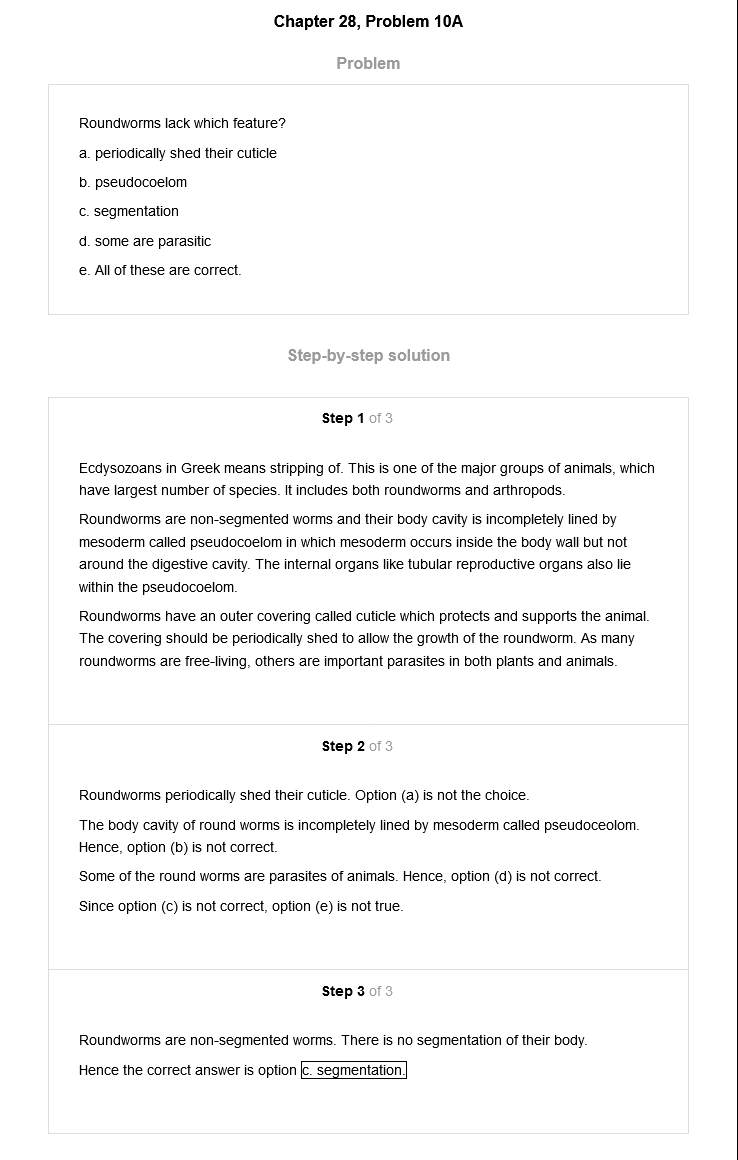 Chapter 28, Problem 10A
Problem
Roundworms lack which feature?
a. periodically shed their cuticle
b. pseudocoelom
c. segmentation
d. some are parasitic
e. All of these are correct.
Step-by-step solution
Step 1 of 3
Ecdysozoans in Greek means stripping of. This is one of the major groups of animals, which
have largest number of species. It includes both roundworms and arthropods.
Roundworms are non-segmented worms and their body cavity is incompletely lined by
mesoderm called pseudocoelom in which mesoderm occurs inside the body wall but not
around the digestive cavity. The internal organs like tubular reproductive organs also lie
within the pseudocoelom.
Roundworms have an outer covering called cuticle which protects and supports the animal.
The covering should be periodically shed to allow the growth of the roundworm. As many
roundworms are free-living, others are important parasites in both plants and animals.
Step 2 of 3
Roundworms periodically shed their cuticle. Option (a) is not the choice.
The body cavity of round worms is incompletely lined by mesoderm called pseudoceolom.
Hence, option (b) is not correct.
Some of the round worms are parasites of animals. Hence, option (d) is not correct.
Since option (c) is not correct, option (e) is not true.
Step 3 of 3
Roundworms are non-segmented worms. There is no segmentation of their body.
Hence the correct answer is option c. segmentation.